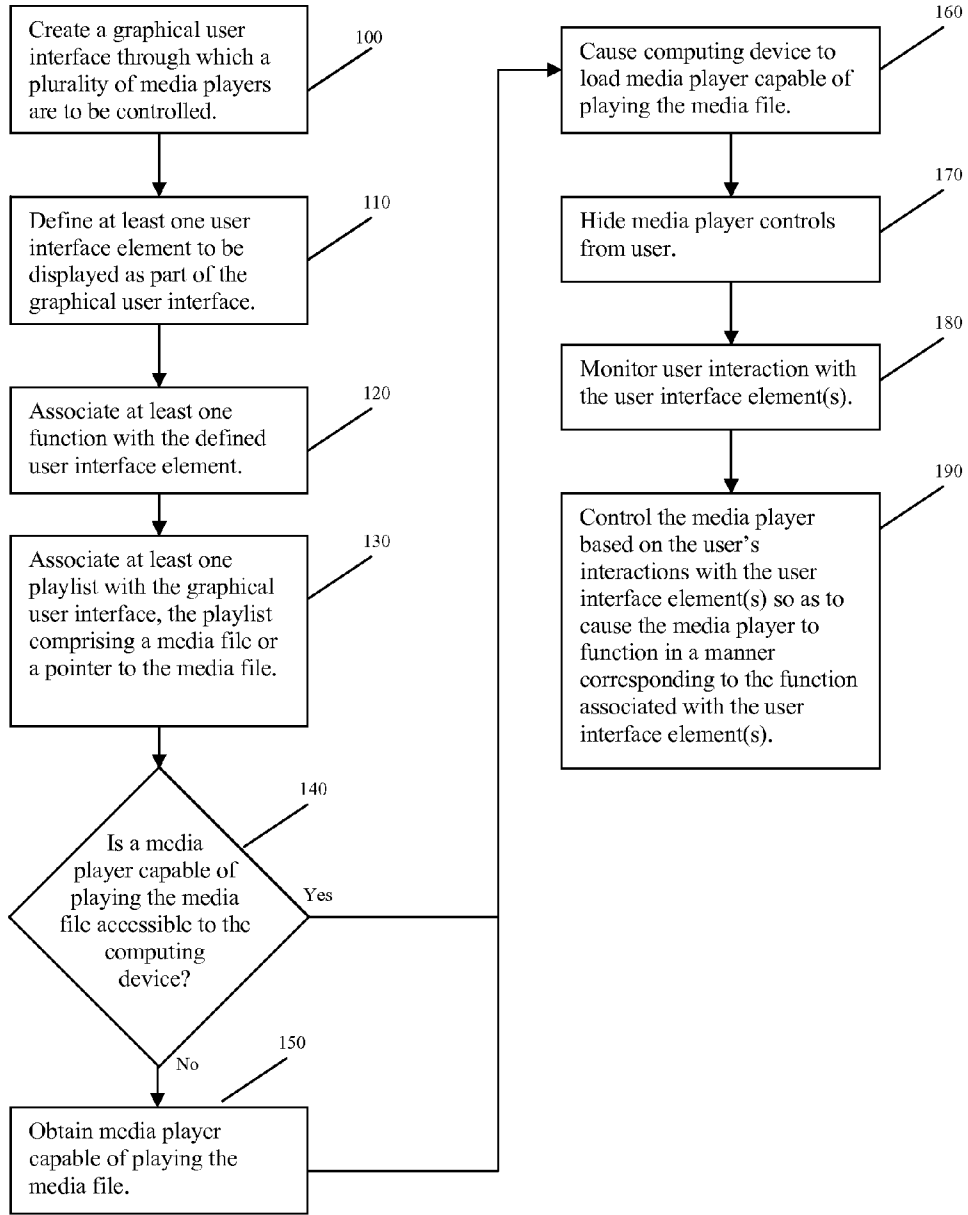 Create a graphical user
interface through which a
plurality of media players
are to be controlled.
100
Define at least one user
interface element to be
displayed as part of the
graphical user interface.
110
Associate at least one
function with the defined
user interface element.
120
Associate at least one
playlist with the graphical
user interface, the playlist
comprising a media file or
a pointer to the media file.
130
Is a media
player capable of
playing the media
file accessible to the
computing
device?
140
Yes
No
150
Obtain media player
capable of playing the
media file.
160
Cause computing device to
load media player capable of
playing the media file.
170
Hide media player controls
from user.
180
Monitor user interaction with
the user interface element(s).
190
Control the media player
based on the user's
interactions with the user
interface element(s) so as to
cause the media player to
function in a manner
corresponding to the function
associated with the user
interface element(s).